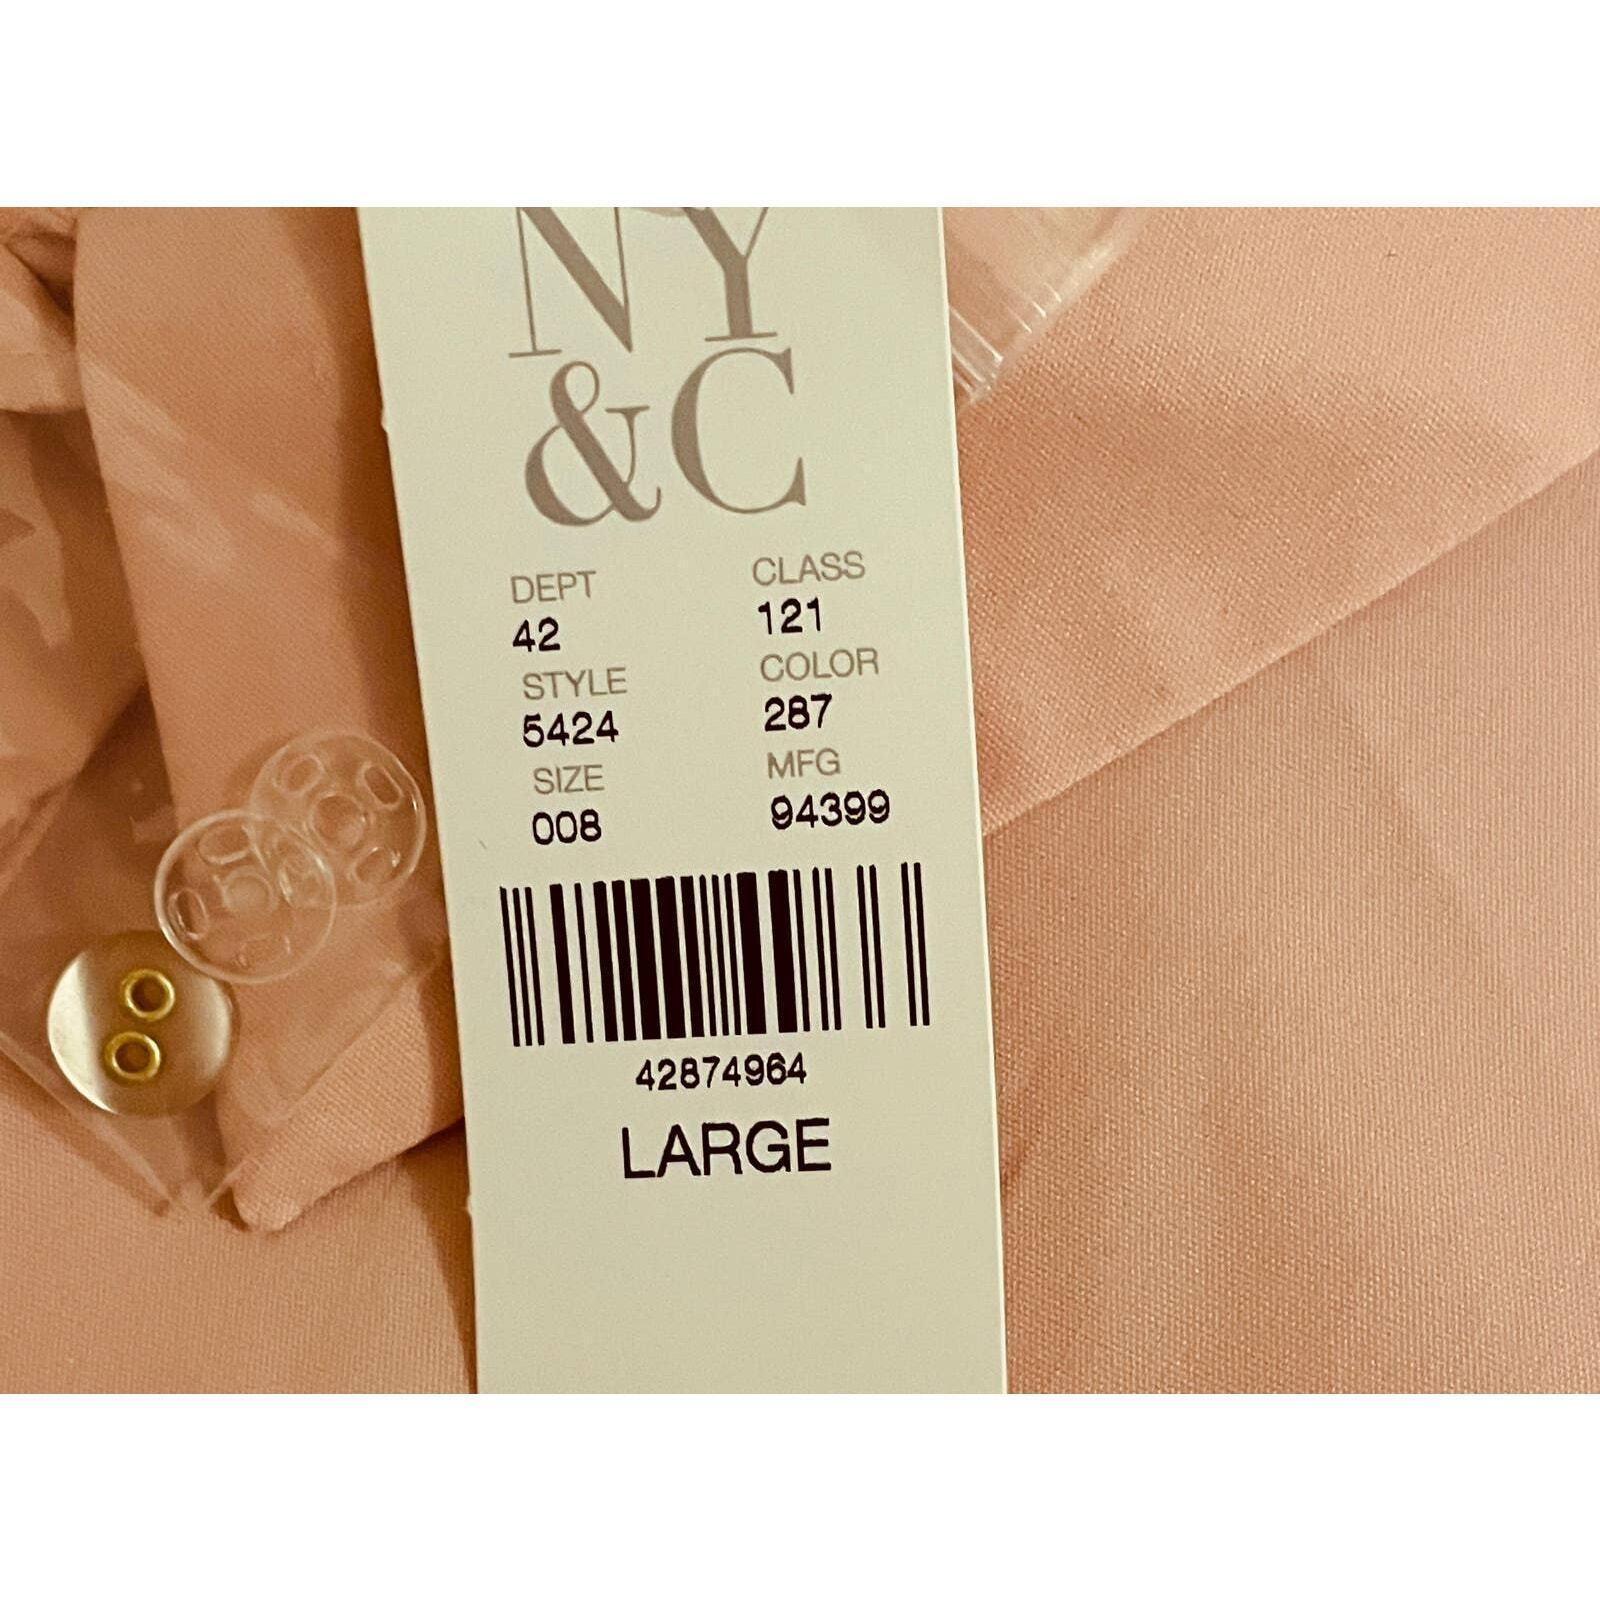 NY
&C
DEPT CLASS
42 121
STYLE COLOR
5424 287
SIZE MFG
008 94399
42874964
LARGE